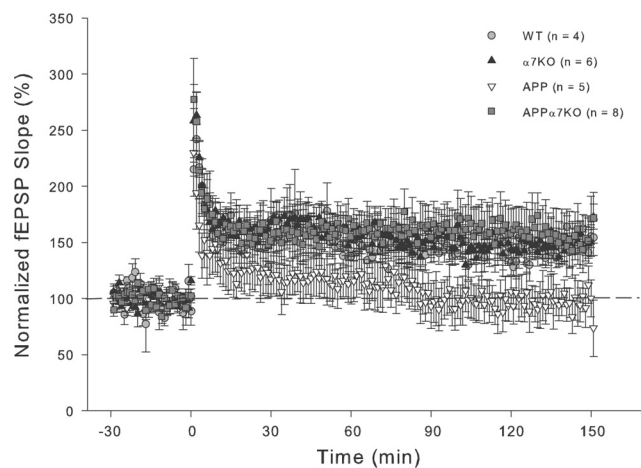 350
300
250
200
150
100
50
0
Normalized fEPSP Slope (%)
WT (n = 4)
α7KO (n = 6)
APP (n = 5)
APPα7KO (n = 8)
-30 0 30 60 90 120 150
Time (min)